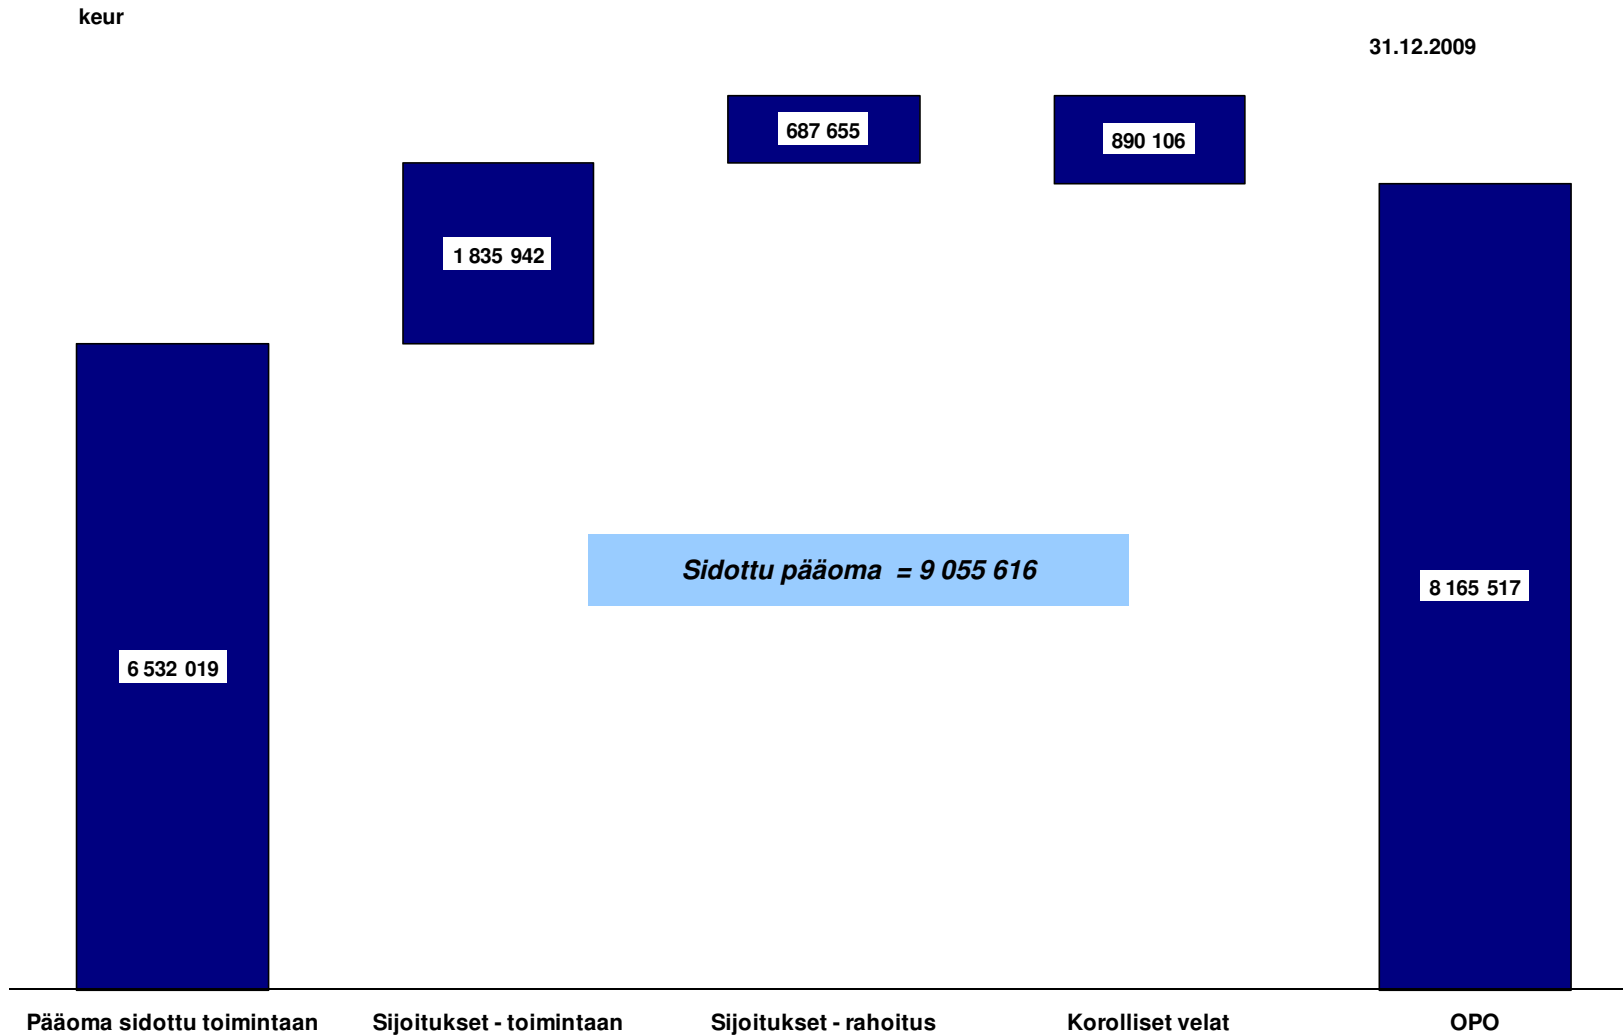 keur
31.12.2009
687 655
890 106
1 835 942
Sidottu pääoma = 9 055 616
8 165 517
6 532 019
Pääoma sidottu toimintaan
Sijoitukset - toimintaan
Sijoitukset - rahoitus
Korolliset velat
OPO